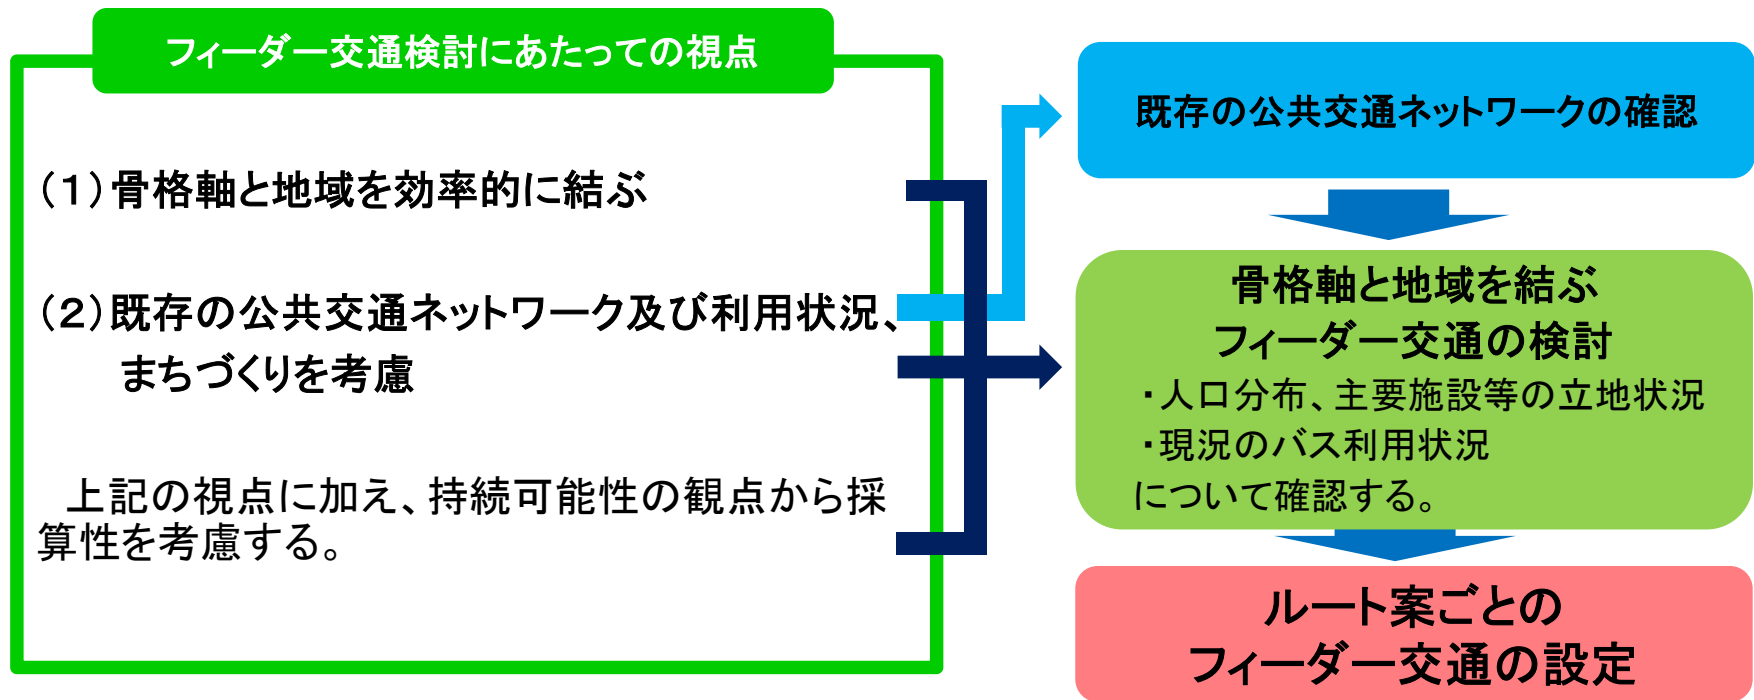 フィーダー交通検討にあたっての視点
（１）骨格軸と地域を効率的に結ぶ
（２）既存の公共交通ネットワーク及び利用状況、
まちづくりを考慮
上記の視点に加え、持続可能性の観点から採
算性を考慮する。
既存の公共交通ネットワークの確認
骨格軸と地域を結ぶ
フィーダー交通の検討
・人口分布、主要施設等の立地状況
・現況のバス利用状況
について確認する。
ルート案ごとの
フィーダー交通の設定